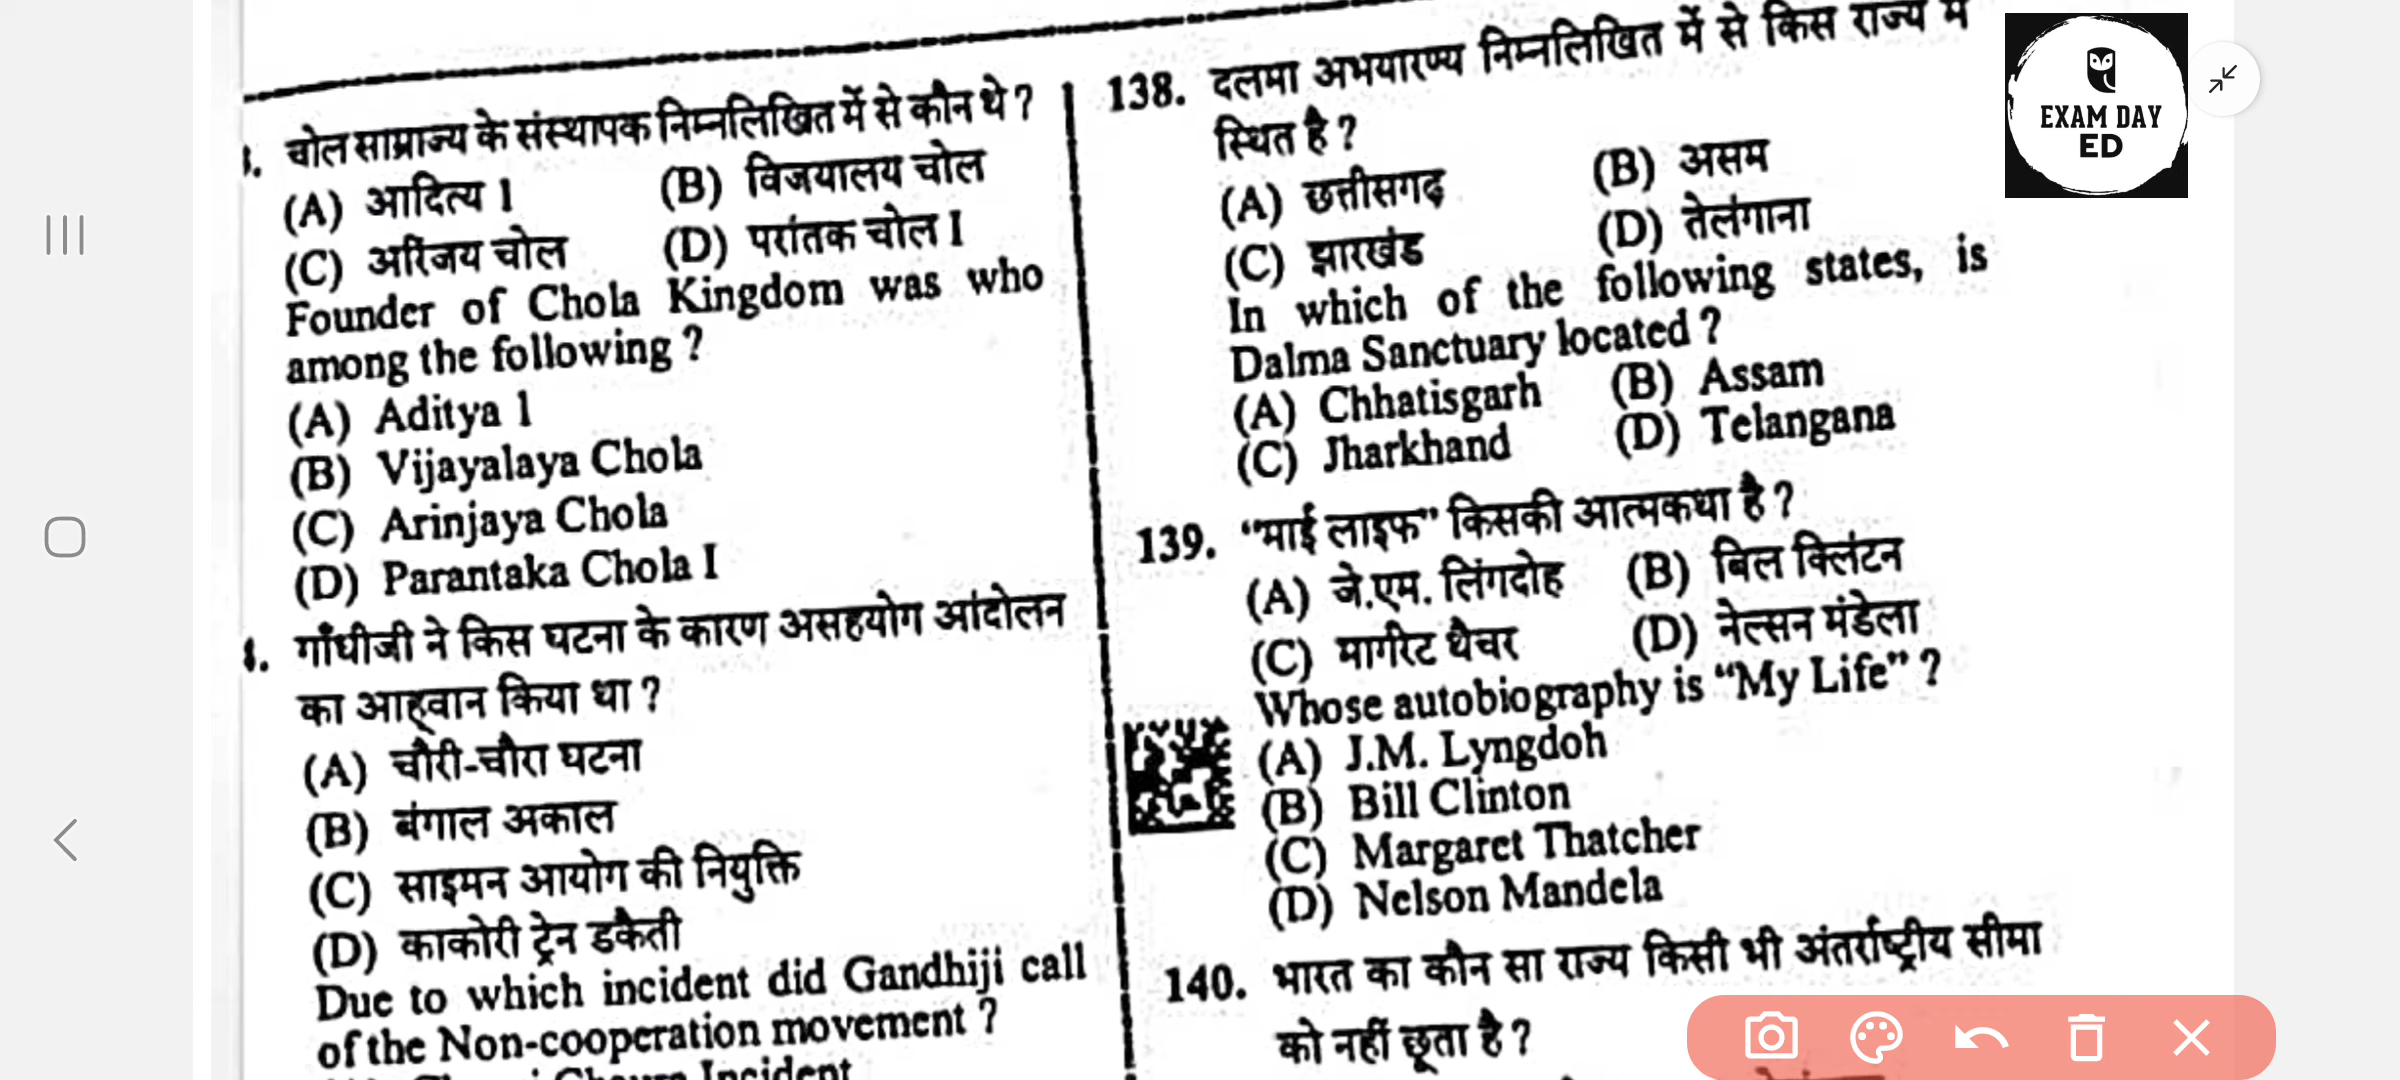 चोल साम्राज्य के संस्थापक निम्नलिखित में से कौन थे ?
(A) आदित्य 1 (B) विजयालय चोल
(C) अरिंजय चोल (D) परांतक चोल I
Founder of Chola Kingdom was who
among the following ?
(A) Aditya 1
(B) Vijayalaya Chola
(C) Arinjaya Chola
(D) Parantaka Chola I
गाँधीजी ने किस घटना के कारण असहयोग आंदोलन
का आह्वान किया था ?
(A) चौरी-चौरा घटना
(B) बंगाल अकाल
(C) साइमन आयोग की नियुक्ति
(D) काकोरी ट्रेन डकैती
Due to which incident did Gandhiji call
of the Non-cooperation movement ?
Incident
138. दलमा अभयारण्य निम्नलिखित में से किस राज्य में
स्थित है ?
(A) छत्तीसगढ़ (B) असम
(C) झारखंड (D) तेलंगाना
In which of the following states, is
Dalma Sanctuary located ?
(A) Chhatisgarh (B) Assam
(C) Jharkhand (D) Telangana
139. “माई लाइफ” किसकी आत्मकथा है ?
(A) जे.एम. लिंगदोह (B) बिल क्लिंटन
(C) मार्गरेट थैचर (D) नेल्सन मंडेला
Whose autobiography is “My Life” ?
(A) J.M. Lyngdoh
(B) Bill Clinton
(C) Margaret Thatcher
(D) Nelson Mandela
140. भारत का कौन सा राज्य किसी भी अंतर्राष्ट्रीय सीमा
को नहीं छूता है ?
EXAM DAY
ED